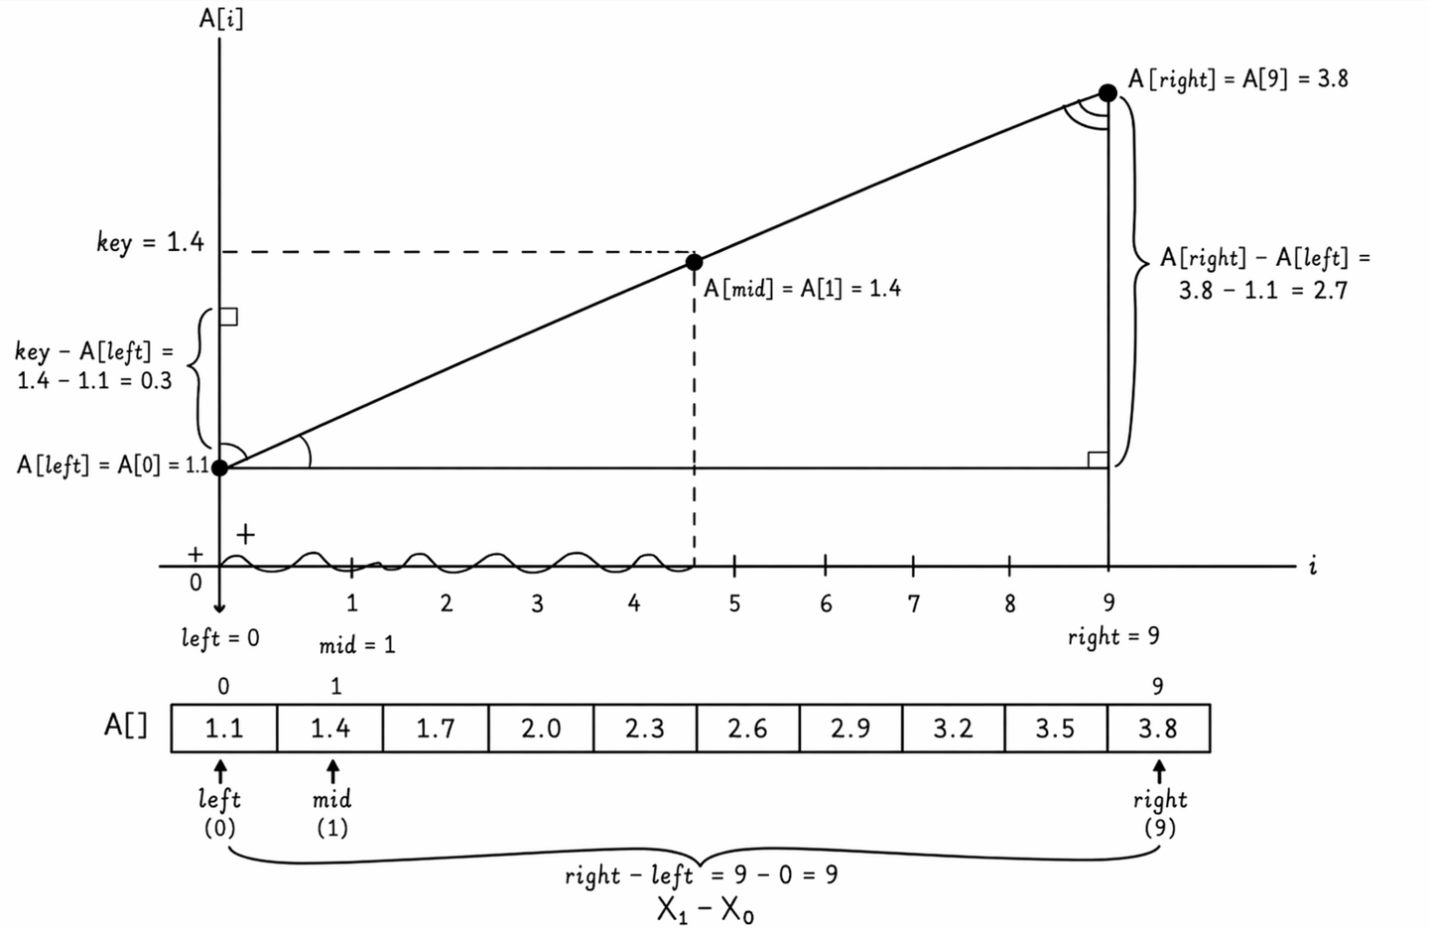 A[i]
A[right] = A[9] = 3.8
key = 1.4
A[mid] = A[1] = 1.4
A[right] - A[left] =
3.8 - 1.1 = 2.7
key - A[left] =
1.4 - 1.1 = 0.3
A[left] = A[0] = 1.1
+
+
0
i
1 2 3 4 5 6 7 8 9
left = 0
mid = 1
right = 9
0 1 9
A[] 1.1 1.4 1.7 2.0 2.3 2.6 2.9 3.2 3.5 3.8
left mid right
(0) (1) (9)
right - left = 9 - 0 = 9
X₁ - X₀